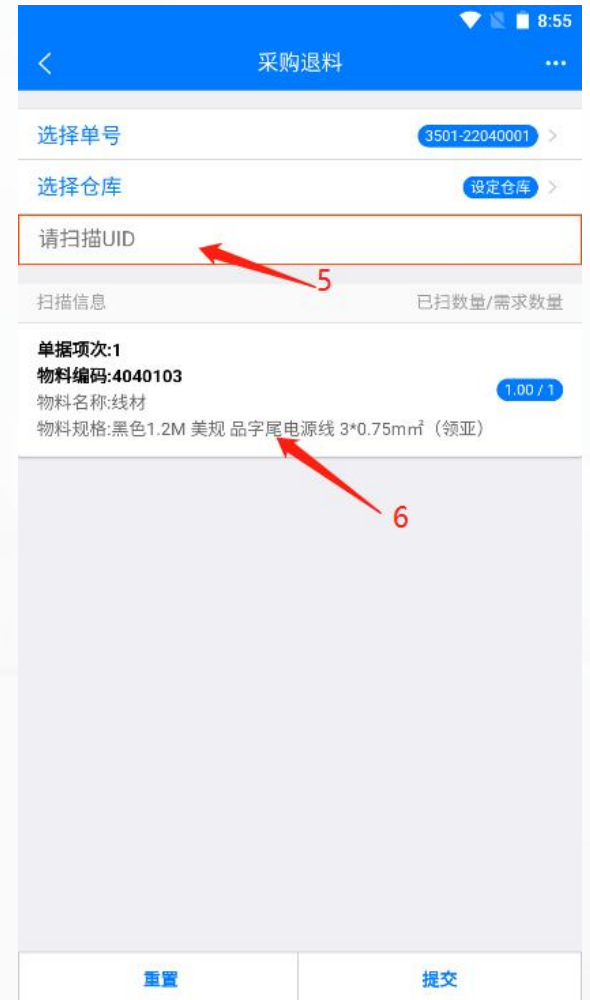 8:55
采购退料
选择单号 3501-22040001
选择仓库 设定仓库
请扫描UID
5
扫描信息 已扫数量/需求数量
单据项次:1
物料编码:4040103
1.00 / 1
物料名称:线材
物料规格:黑色1.2M 美规 品字尾电源线 3*0.75m㎡（领亚）
6
重置 提交